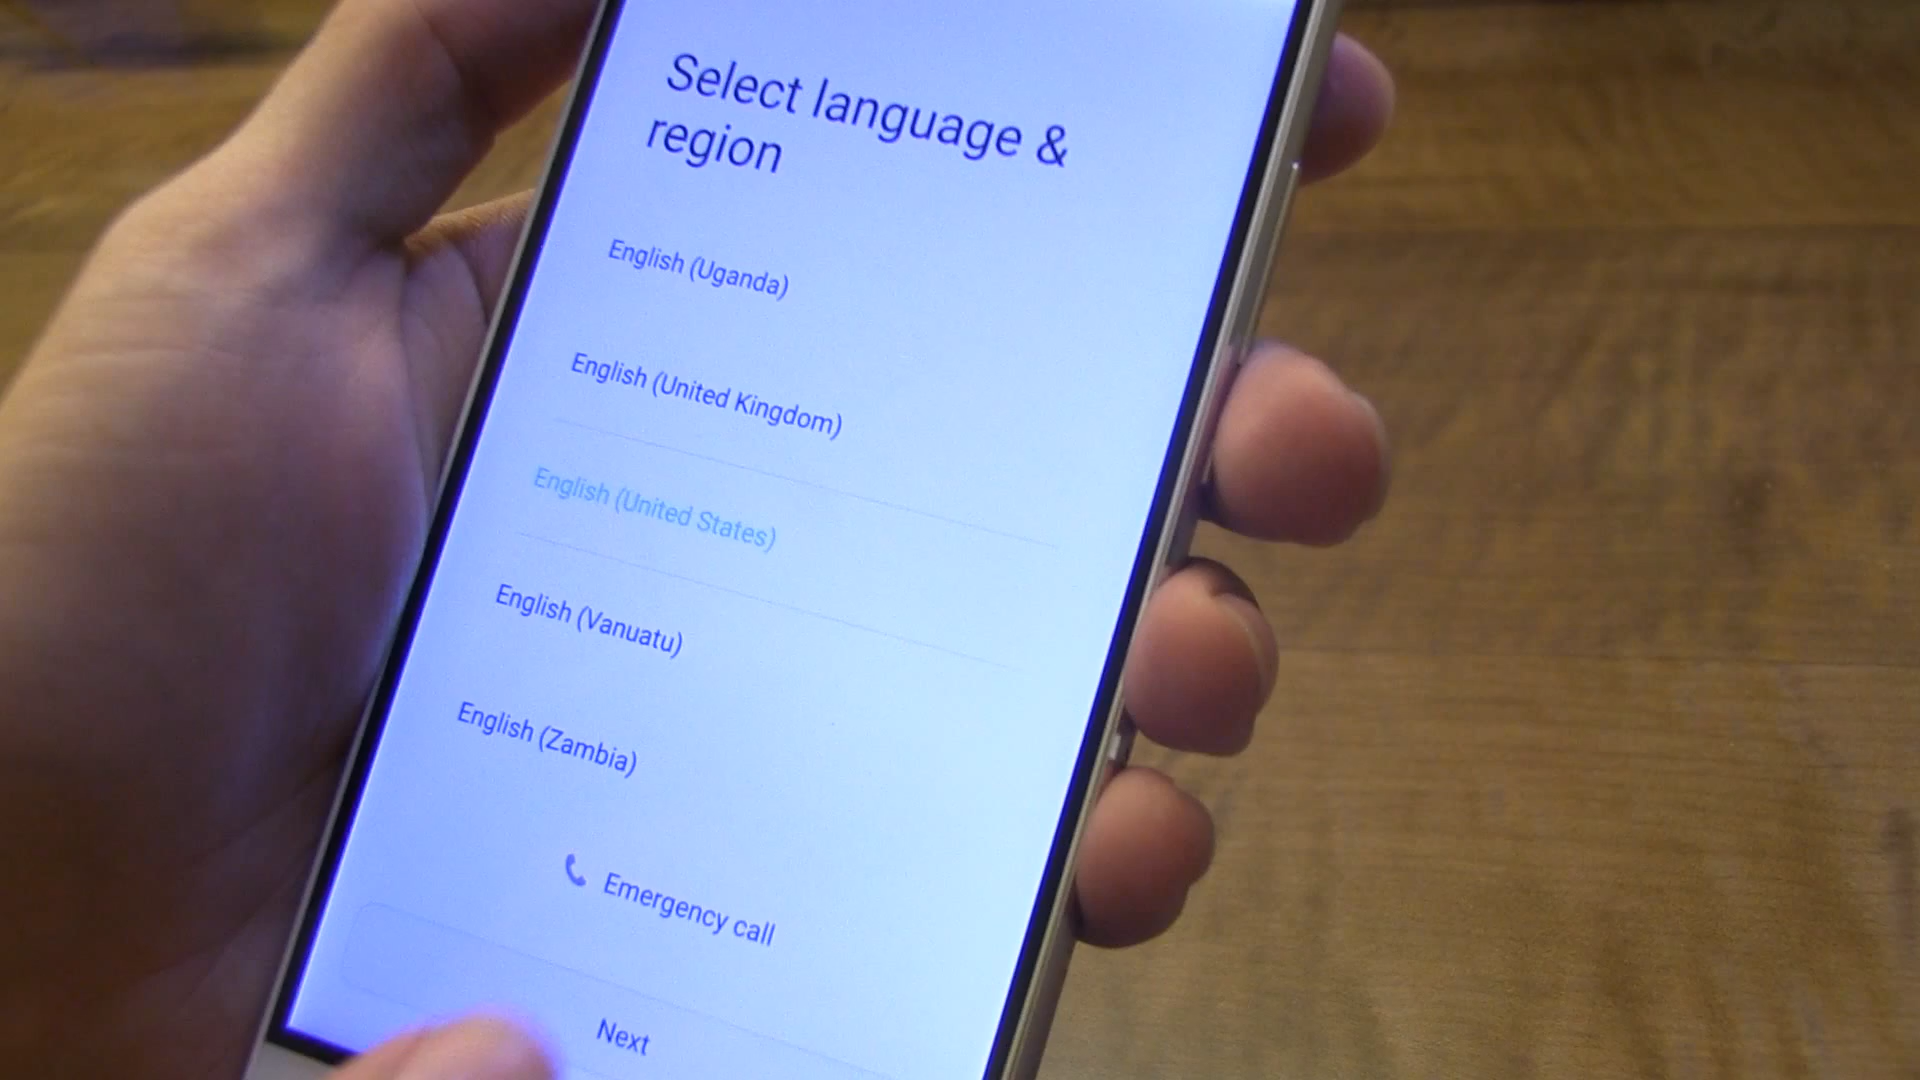 Select language &
region
English (Uganda)
English (United Kingdom)
English (United States)
English (Vanuatu)
English (Zambia)
Emergency call
Next